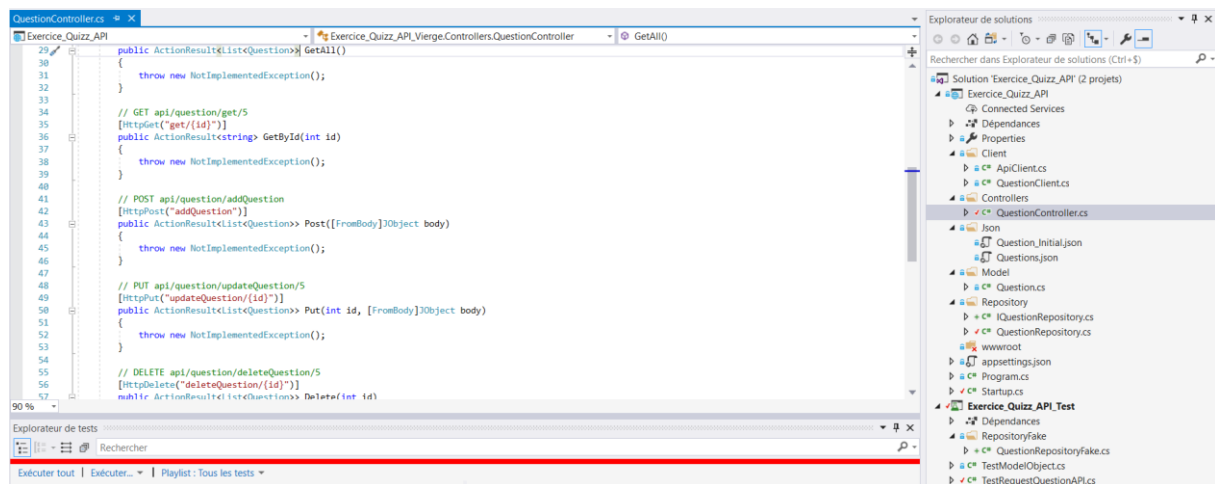 QuestionController.cs
Exercice_Quizz_API
Exercice_Quizz_API_Vierge.Controllers.QuestionController
GetAll()
29 public ActionResult<List<Question>> GetAll()
30 {
31 throw new NotImplementedException();
32 }
33
34 // GET api/question/get/5
35 [HttpGet("get/{id}")]
36 public ActionResult<string> GetById(int id)
37 {
38 throw new NotImplementedException();
39 }
40
41 // POST api/question/addQuestion
42 [HttpPost("addQuestion")]
43 public ActionResult<List<Question>> Post([FromBody]JObject body)
44 {
45 throw new NotImplementedException();
46 }
47
48 // PUT api/question/updateQuestion/5
49 [HttpPut("updateQuestion/{id}")]
50 public ActionResult<List<Question>> Put(int id, [FromBody]JObject body)
51 {
52 throw new NotImplementedException();
53 }
54
55 // DELETE api/question/deleteQuestion/5
56 [HttpDelete("deleteQuestion/{id}")]
57 public ActionResult<List<Question>> Delete(int id)
90 %
Explorateur de tests
Rechercher
Exécuter tout | Exécuter... | Playlist : Tous les tests
Explorateur de solutions
Rechercher dans Explorateur de solutions (Ctrl+$)
Solution 'Exercice_Quizz_API' (2 projets)
Exercice_Quizz_API
Connected Services
Dépendances
Properties
Client
C# ApiClient.cs
C# QuestionClient.cs
Controllers
C# QuestionController.cs
Json
Question_Initial.json
Questions.json
Model
C# Question.cs
Repository
C# IQuestionRepository.cs
C# QuestionRepository.cs
wwwroot
appsettings.json
C# Program.cs
C# Startup.cs
Exercice_Quizz_API_Test
Dépendances
RepositoryFake
C# QuestionRepositoryFake.cs
C# TestModelObject.cs
C# TestRequestQuestionAPI.cs